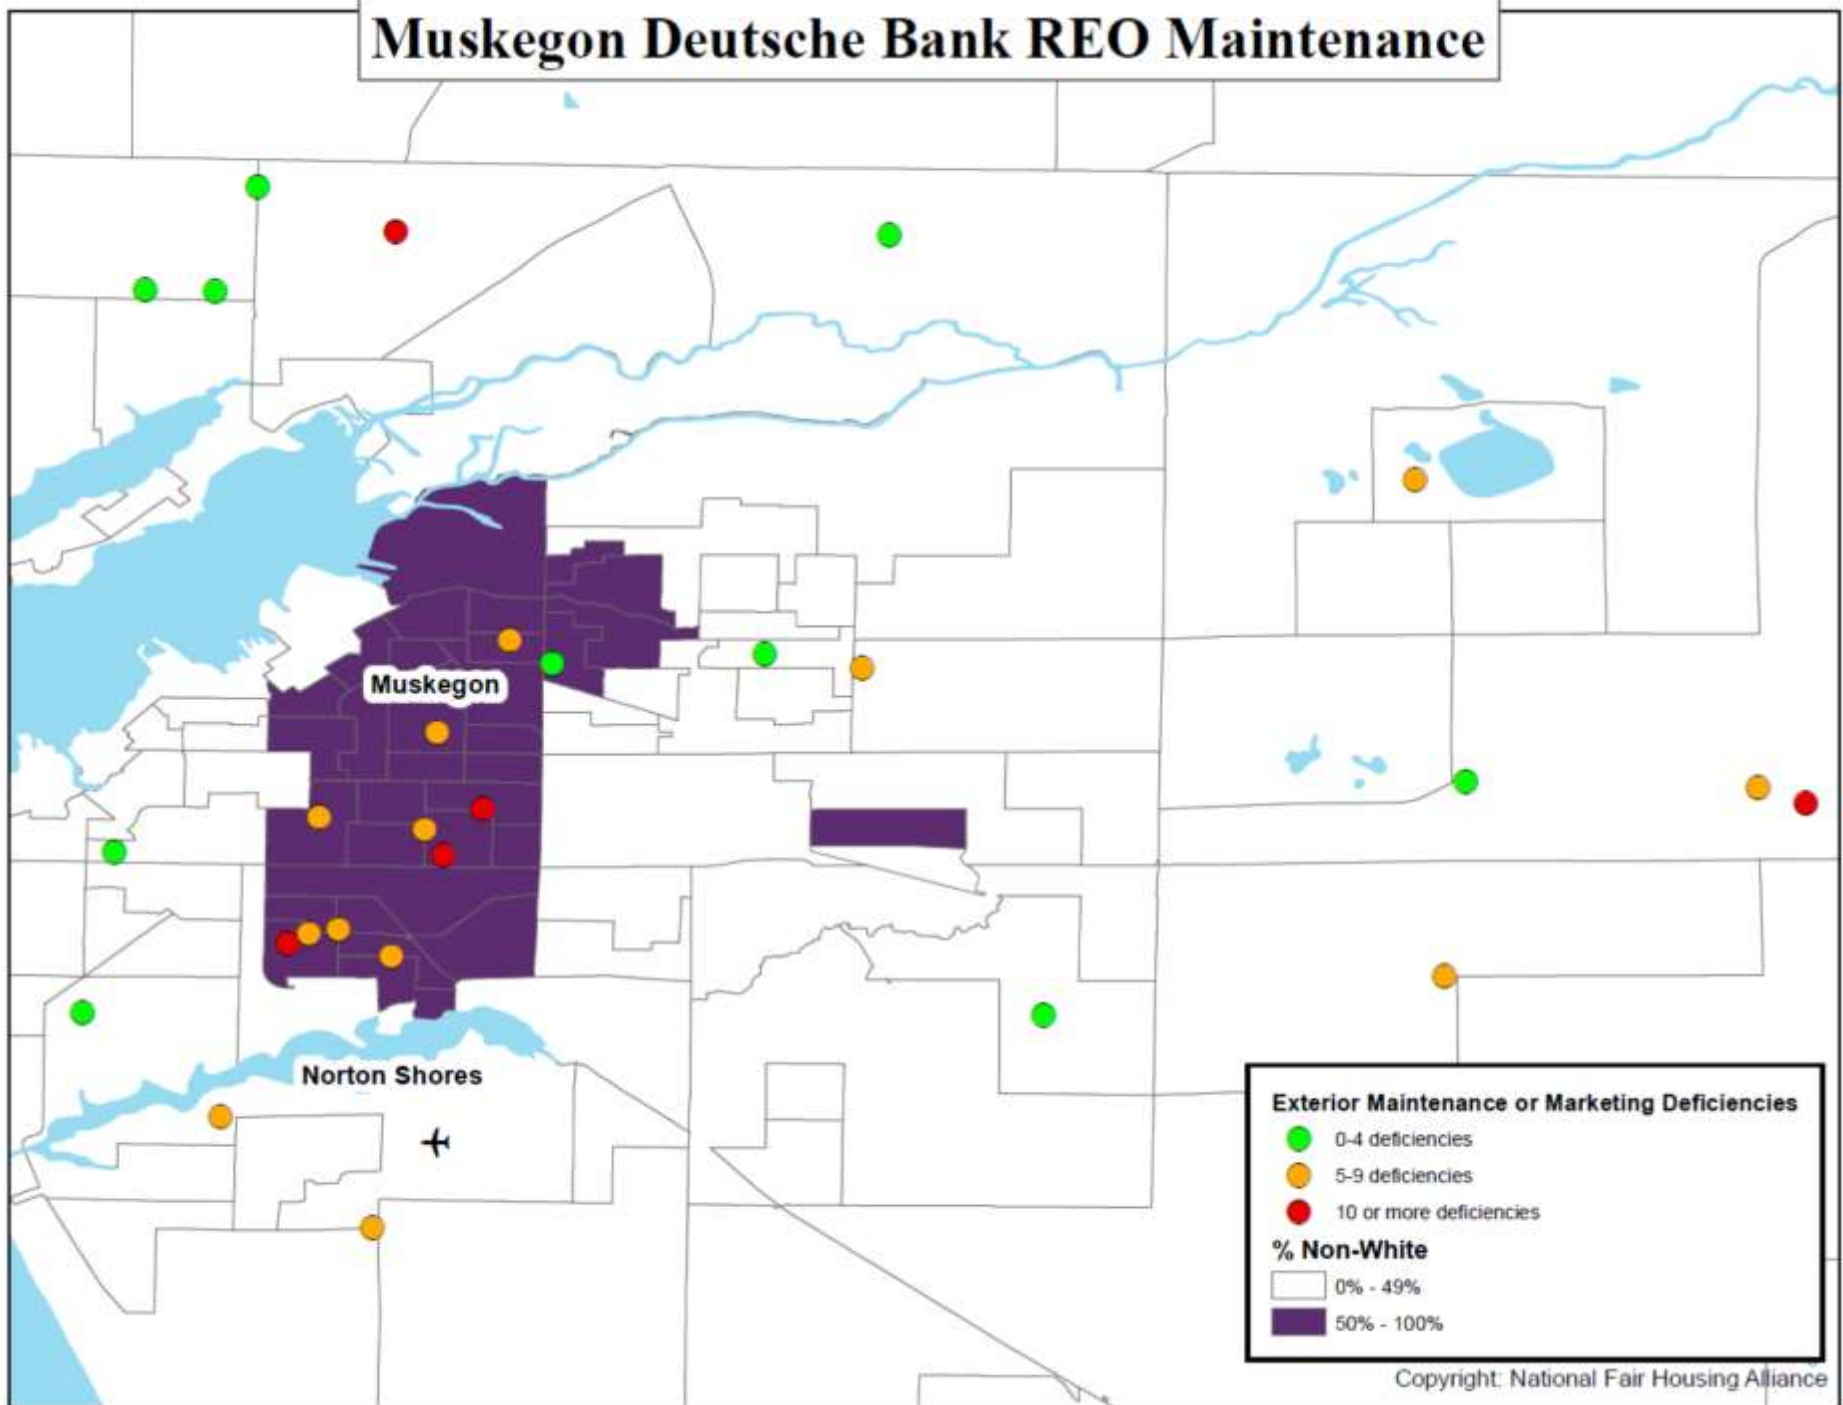 Muskegon Deutsche Bank REO Maintenance
Muskegon
Norton Shores
Exterior Maintenance or Marketing Deficiencies
0-4 deficiencies
5-9 deficiencies
10 or more deficiencies
% Non-White
0% - 49%
50% - 100%
Copyright: National Fair Housing Alliance